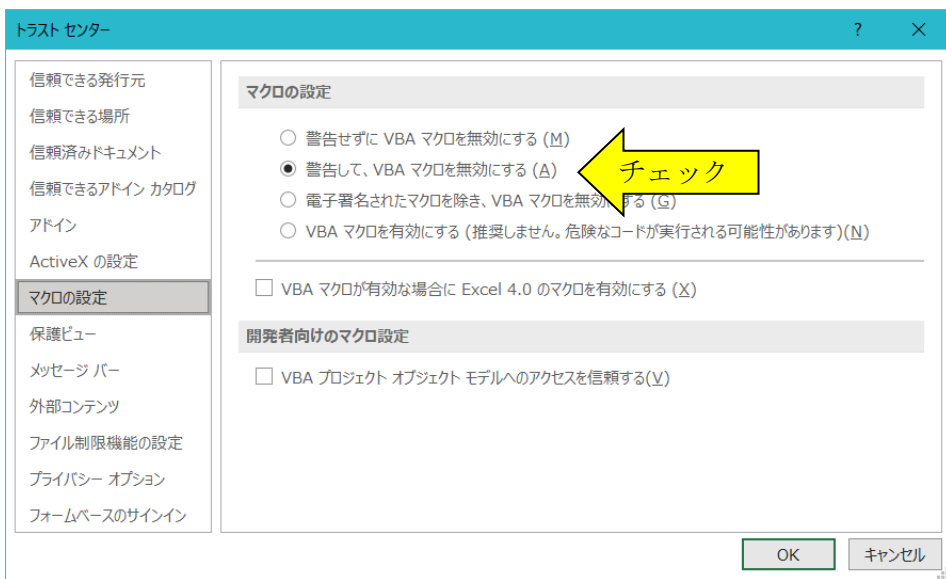 トラスト センター
?
信頼できる発行元
信頼できる場所
信頼済みドキュメント
信頼できるアドイン カタログ
アドイン
ActiveX の設定
マクロの設定
保護ビュー
メッセージ バー
外部コンテンツ
ファイル制限機能の設定
プライバシー オプション
フォームベースのサインイン
マクロの設定
警告せずに VBA マクロを無効にする (M)
警告して、VBA マクロを無効にする (A)
チェック
電子署名されたマクロを除き、VBA マクロを無効にする (G)
VBA マクロを有効にする (推奨しません。危険なコードが実行される可能性があります)(N)
VBA マクロが有効な場合に Excel 4.0 のマクロを有効にする (X)
開発者向けのマクロ設定
VBA プロジェクト オブジェクト モデルへのアクセスを信頼する(V)
OK
キャンセル